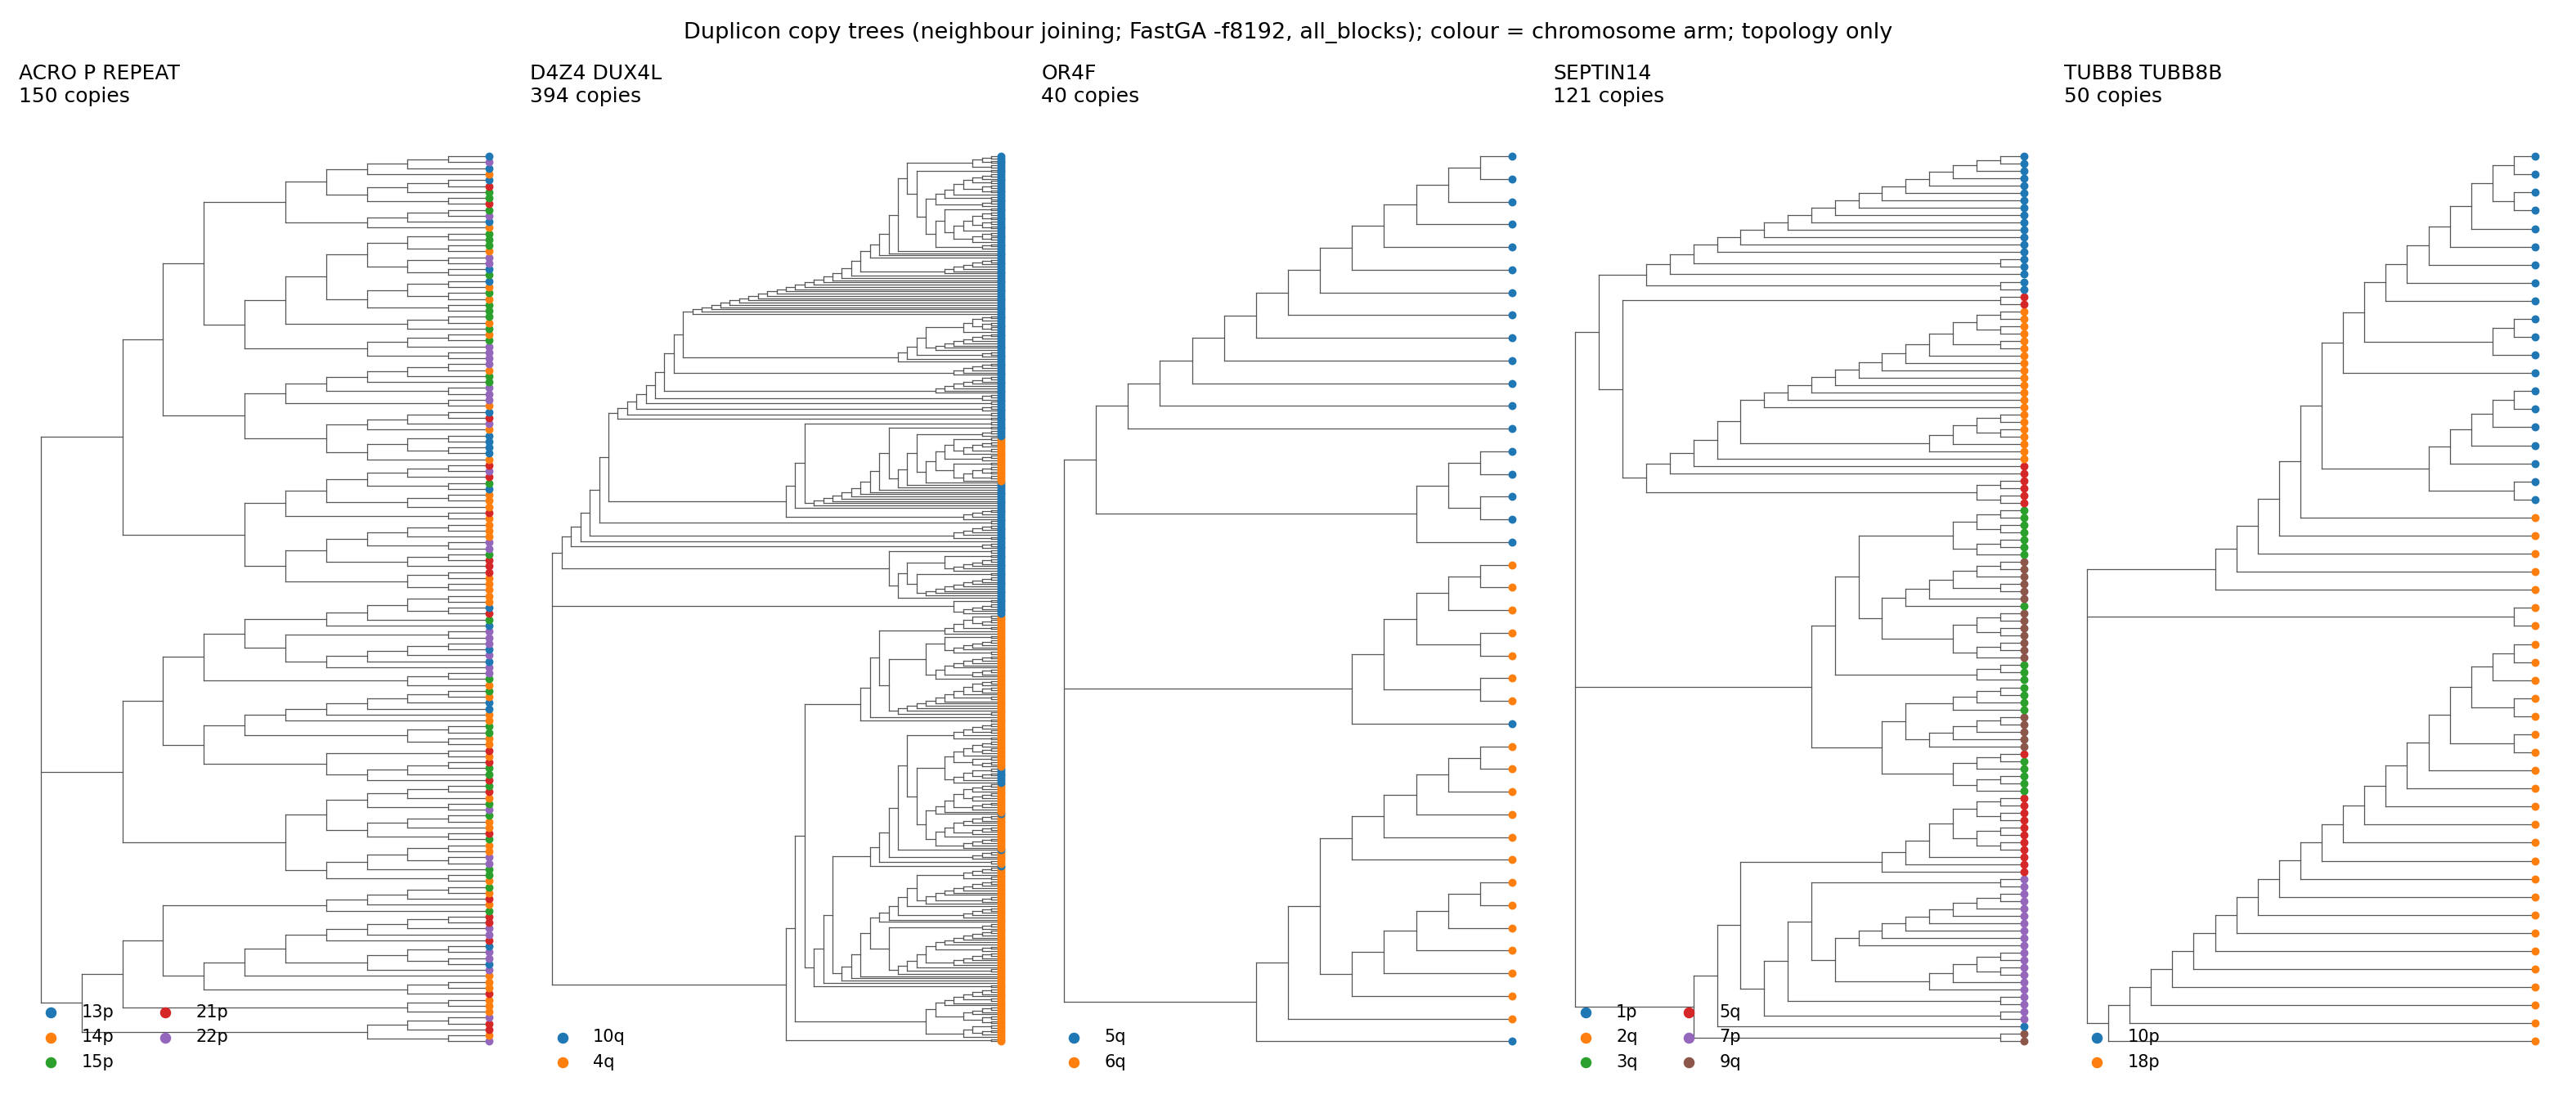 Duplicon copy trees (neighbour joining; FastGA -f8192, all_blocks); colour = chromosome arm; topology only
ACRO P REPEAT
150 copies
D4Z4 DUX4L
394 copies
OR4F
40 copies
SEPTIN14
121 copies
TUBB8 TUBB8B
50 copies
13p
14p
15p
21p
22p
10q
4q
5q
6q
1p
2q
3q
5q
7p
9q
10p
18p